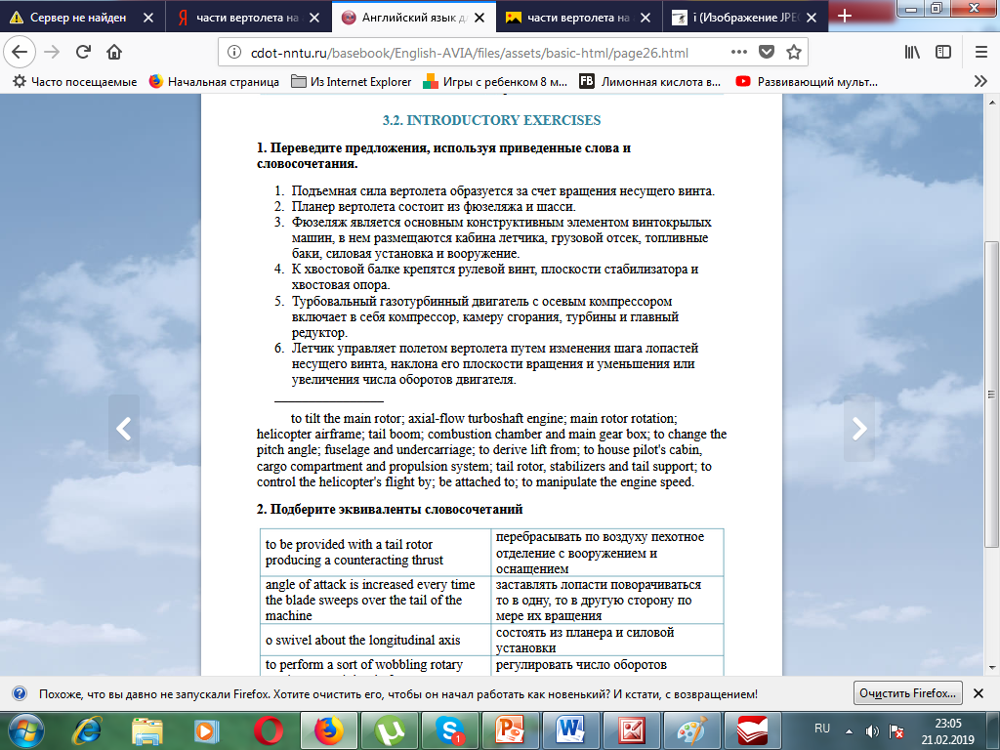 Сервер не найден
части вертолета на
Английский язык дл
части вертолета на
i (Изображение JPEG
cdot-nntu.ru/basebook/English-AVIA/files/assets/basic-html/page26.html
Часто посещаемые
Начальная страница
Из Internet Explorer
Игры с ребенком 8 м...
FB Лимонная кислота в...
Развивающий мульт...
3.2. INTRODUCTORY EXERCISES
1. Переведите предложения, используя приведенные слова и
словосочетания.
1. Подъемная сила вертолета образуется за счет вращения несущего винта.
2. Планер вертолета состоит из фюзеляжа и шасси.
3. Фюзеляж является основным конструктивным элементом винтокрылых
машин, в нем размещаются кабина летчика, грузовой отсек, топливные
баки, силовая установка и вооружение.
4. К хвостовой балке крепятся рулевой винт, плоскости стабилизатора и
хвостовая опора.
5. Турбовальный газотурбинный двигатель с осевым компрессором
включает в себя компрессор, камеру сгорания, турбины и главный
редуктор.
6. Летчик управляет полетом вертолета путем изменения шага лопастей
несущего винта, наклона его плоскости вращения и уменьшения или
увеличения числа оборотов двигателя.
to tilt the main rotor; axial-flow turboshaft engine; main rotor rotation;
helicopter airframe; tail boom; combustion chamber and main gear box; to change the
pitch angle; fuselage and undercarriage; to derive lift from; to house pilot's cabin,
cargo compartment and propulsion system; tail rotor, stabilizers and tail support; to
control the helicopter's flight by; be attached to; to manipulate the engine speed.
2. Подберите эквиваленты словосочетаний
to be provided with a tail rotor
producing a counteracting thrust
перебрасывать по воздуху пехотное
отделение с вооружением и
оснащением
angle of attack is increased every time
the blade sweeps over the tail of the
machine
заставлять лопасти поворачиваться
то в одну, то в другую сторону по
мере их вращения
o swivel about the longitudinal axis
состоять из планера и силовой
установки
to perform a sort of wobbling rotary
регулировать число оборотов
Похоже, что вы давно не запускали Firefox. Хотите очистить его, чтобы он начал работать как новенький? И кстати, с возвращением!
Очистить Firefox...
RU
23:05
21.02.2019